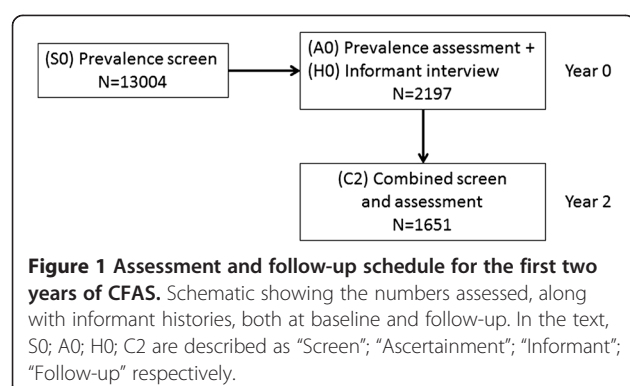 (S0) Prevalence screen
N=13004
(A0) Prevalence assessment +
(H0) Informant interview
N=2197
Year 0
(C2) Combined screen
and assessment
N=1651
Year 2
Figure 1 Assessment and follow-up schedule for the first two
years of CFAS. Schematic showing the numbers assessed, along
with informant histories, both at baseline and follow-up. In the text,
S0; A0; H0; C2 are described as “Screen”; “Ascertainment”; “Informant”;
“Follow-up” respectively.